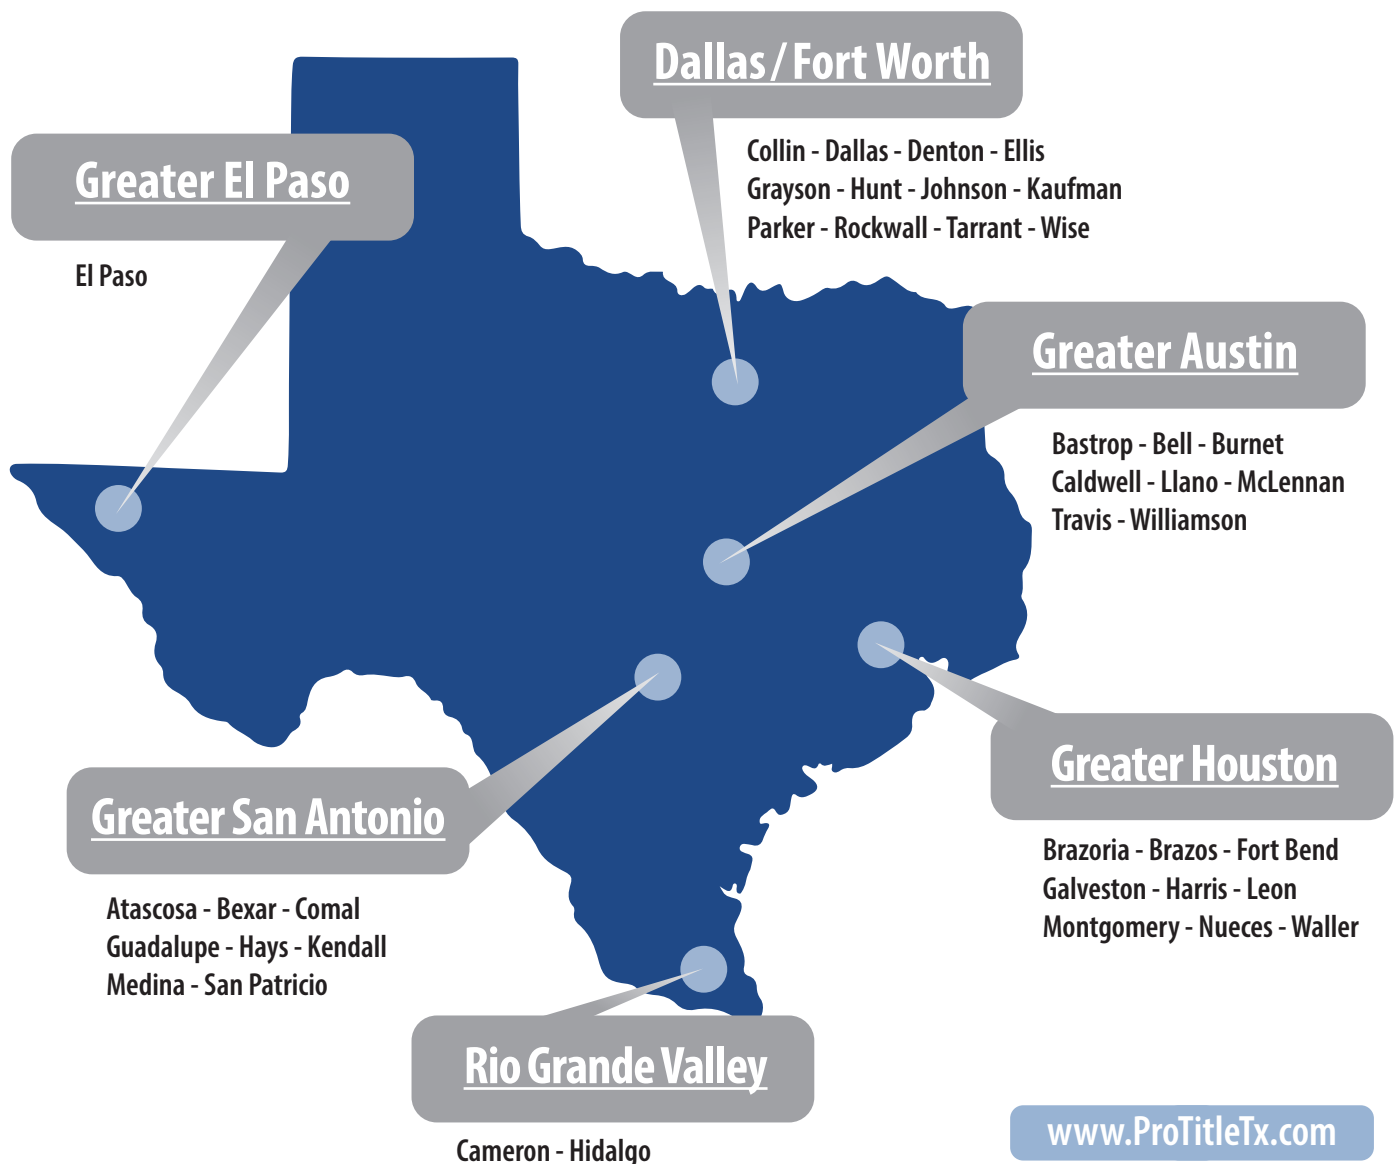 Dallas / Fort Worth
Collin - Dallas - Denton - Ellis
Grayson - Hunt - Johnson - Kaufman
Parker - Rockwall - Tarrant - Wise
Greater El Paso
El Paso
Greater Austin
Bastrop - Bell - Burnet
Caldwell - Llano - McLennan
Travis - Williamson
Greater Houston
Brazoria - Brazos - Fort Bend
Galveston - Harris - Leon
Montgomery - Nueces - Waller
Greater San Antonio
Atascosa - Bexar - Comal
Guadalupe - Hays - Kendall
Medina - San Patricio
Rio Grande Valley
Cameron - Hidalgo
www.ProTitleTx.com